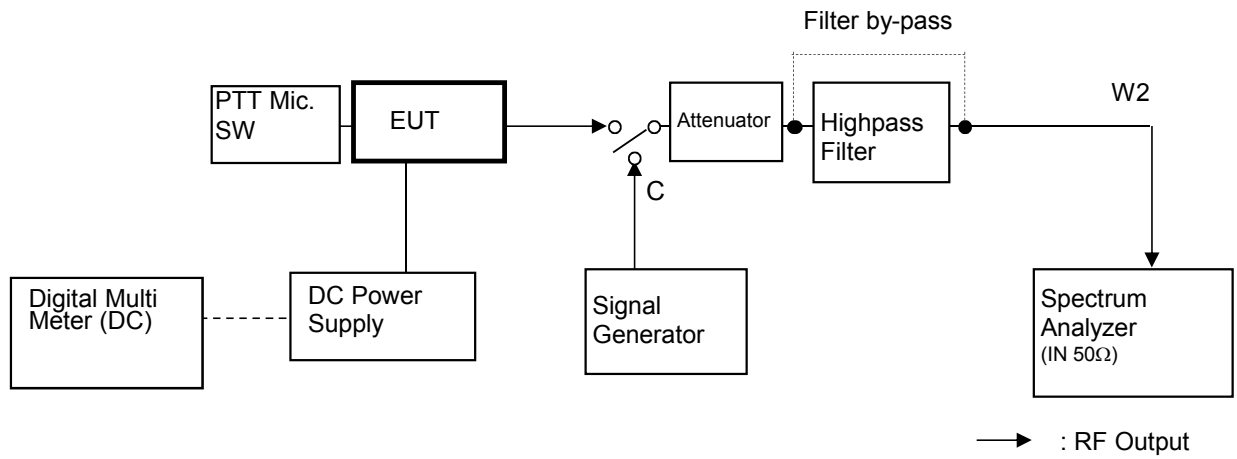 Filter by-pass
PTT Mic.
SW
EUT
Attenuator
Highpass
Filter
W2
C
Digital Multi
Meter (DC)
DC Power
Supply
Signal
Generator
Spectrum
Analyzer
(IN 50Ω)
: RF Output